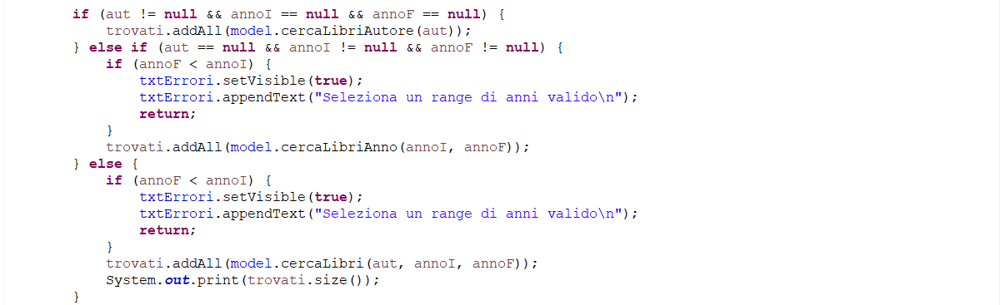 if (aut != null && annoI == null && annoF == null) {
    trovati.addAll(model.cercaLibriAutore(aut));
} else if (aut == null && annoI != null && annoF != null) {
    if (annoF < annoI) {
        txtErrori.setVisible(true);
        txtErrori.appendText("Seleziona un range di anni valido\n");
        return;
    }
    trovati.addAll(model.cercaLibriAnno(annoI, annoF));
} else {
    if (annoF < annoI) {
        txtErrori.setVisible(true);
        txtErrori.appendText("Seleziona un range di anni valido\n");
        return;
    }
    trovati.addAll(model.cercaLibri(aut, annoI, annoF));
    System.out.print(trovati.size());
}